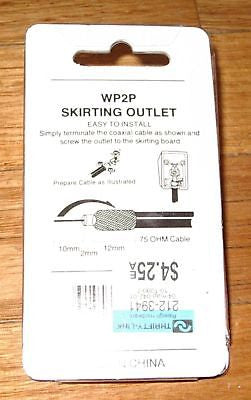 WP2P
SKIRTING OUTLET
EASY TO INSTALL
Simply terminate the coaxial cable as shown and
screw the outlet to the skirting board.
Prepare Cable as illustrated
75 OHM Cable
10mm
2mm
12mm
$4.25
212-3941
THRIFTY-LINK
CHINA